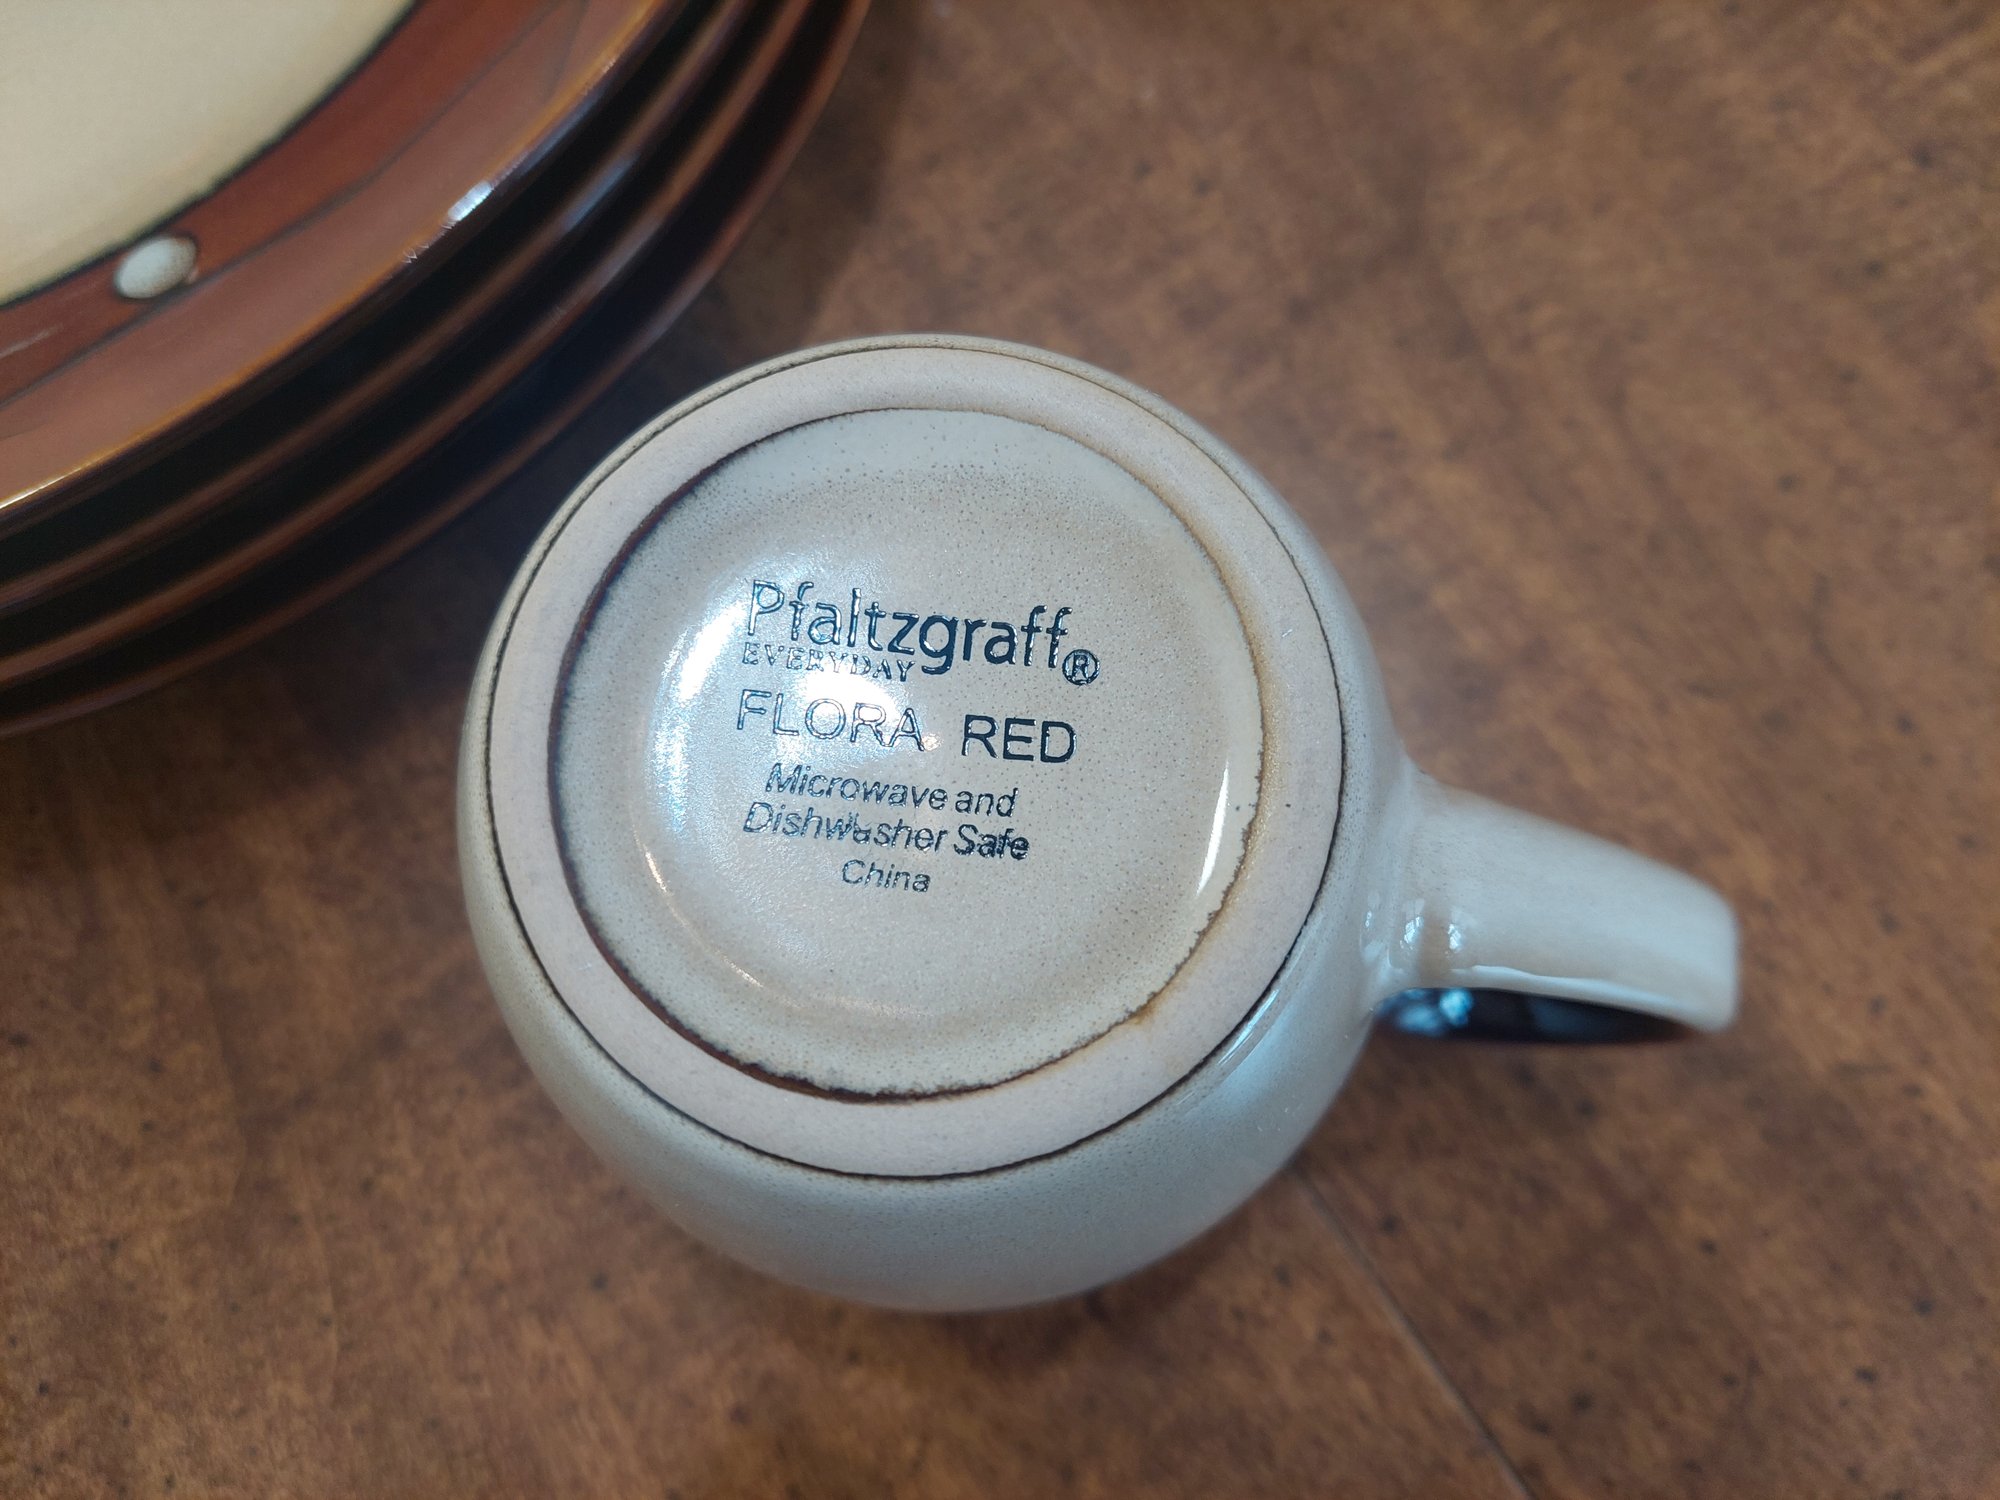 Pfaltzgraff®
EVERYDAY
FLORA RED
Microwave and
Dishwasher Safe
China